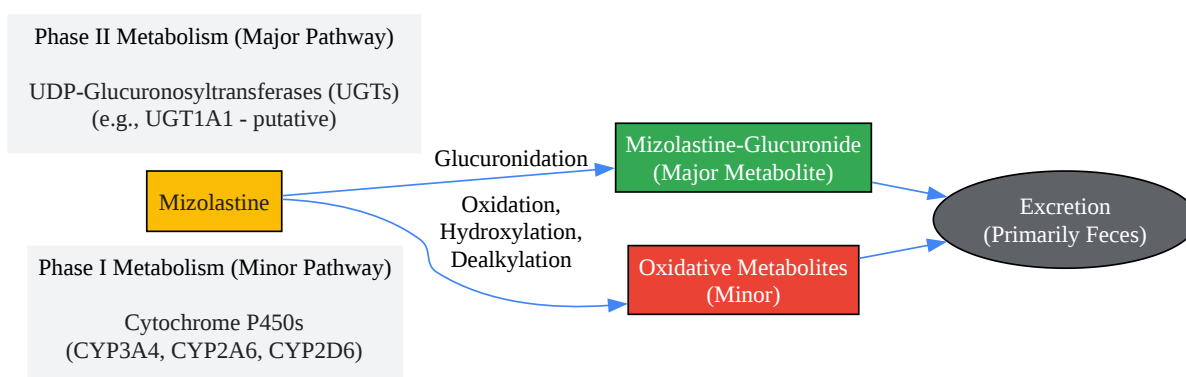 Phase II Metabolism (Major Pathway)
UDP-Glucuronosyltransferases (UGTs)
(e.g., UGT1A1 - putative)
Mizolastine
Phase I Metabolism (Minor Pathway)
Cytochrome P450s
(CYP3A4, CYP2A6, CYP2D6)
Glucuronidation
Oxidation,
Hydroxylation,
Dealkylation
Mizolastine-Glucuronide
(Major Metabolite)
Oxidative Metabolites
(Minor)
Excretion
(Primarily Feces)